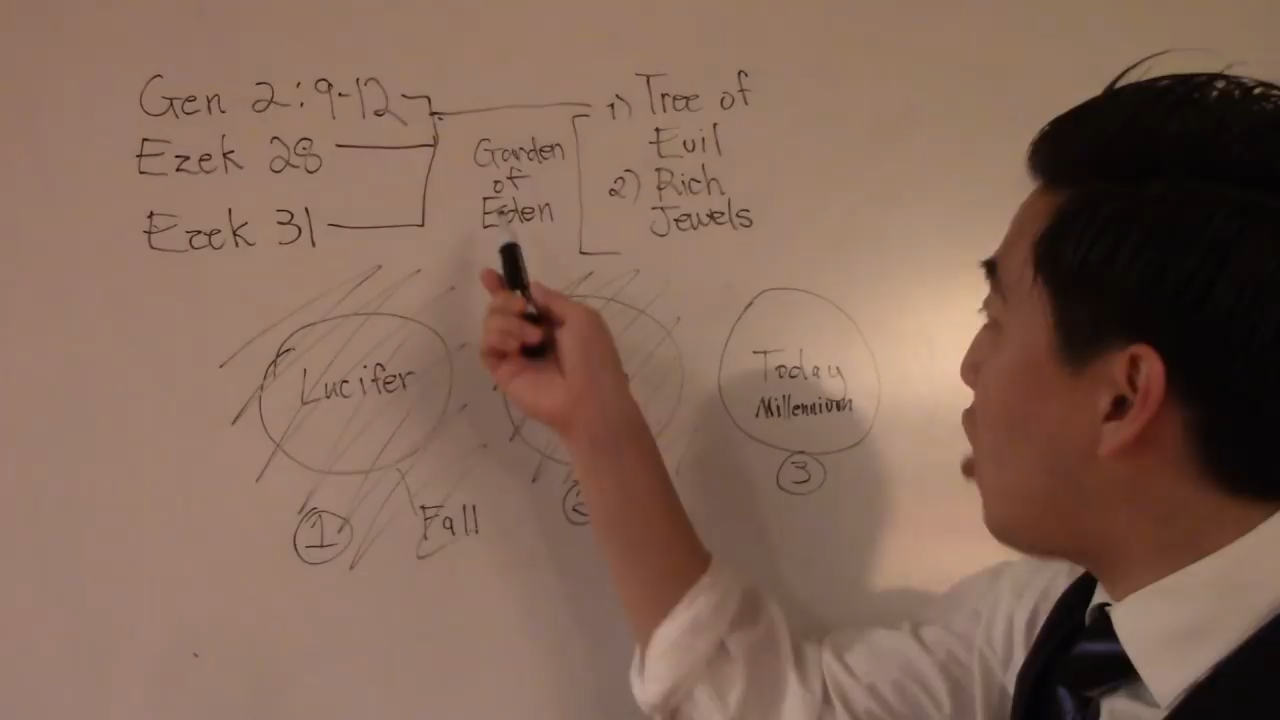 Gen 2:9-12
Ezek 28
Ezek 31
Garden
of
Eden
1) Tree of
Evil
2) Rich
Jewels
Lucifer
Today
Millennium
1
Fall
2
3